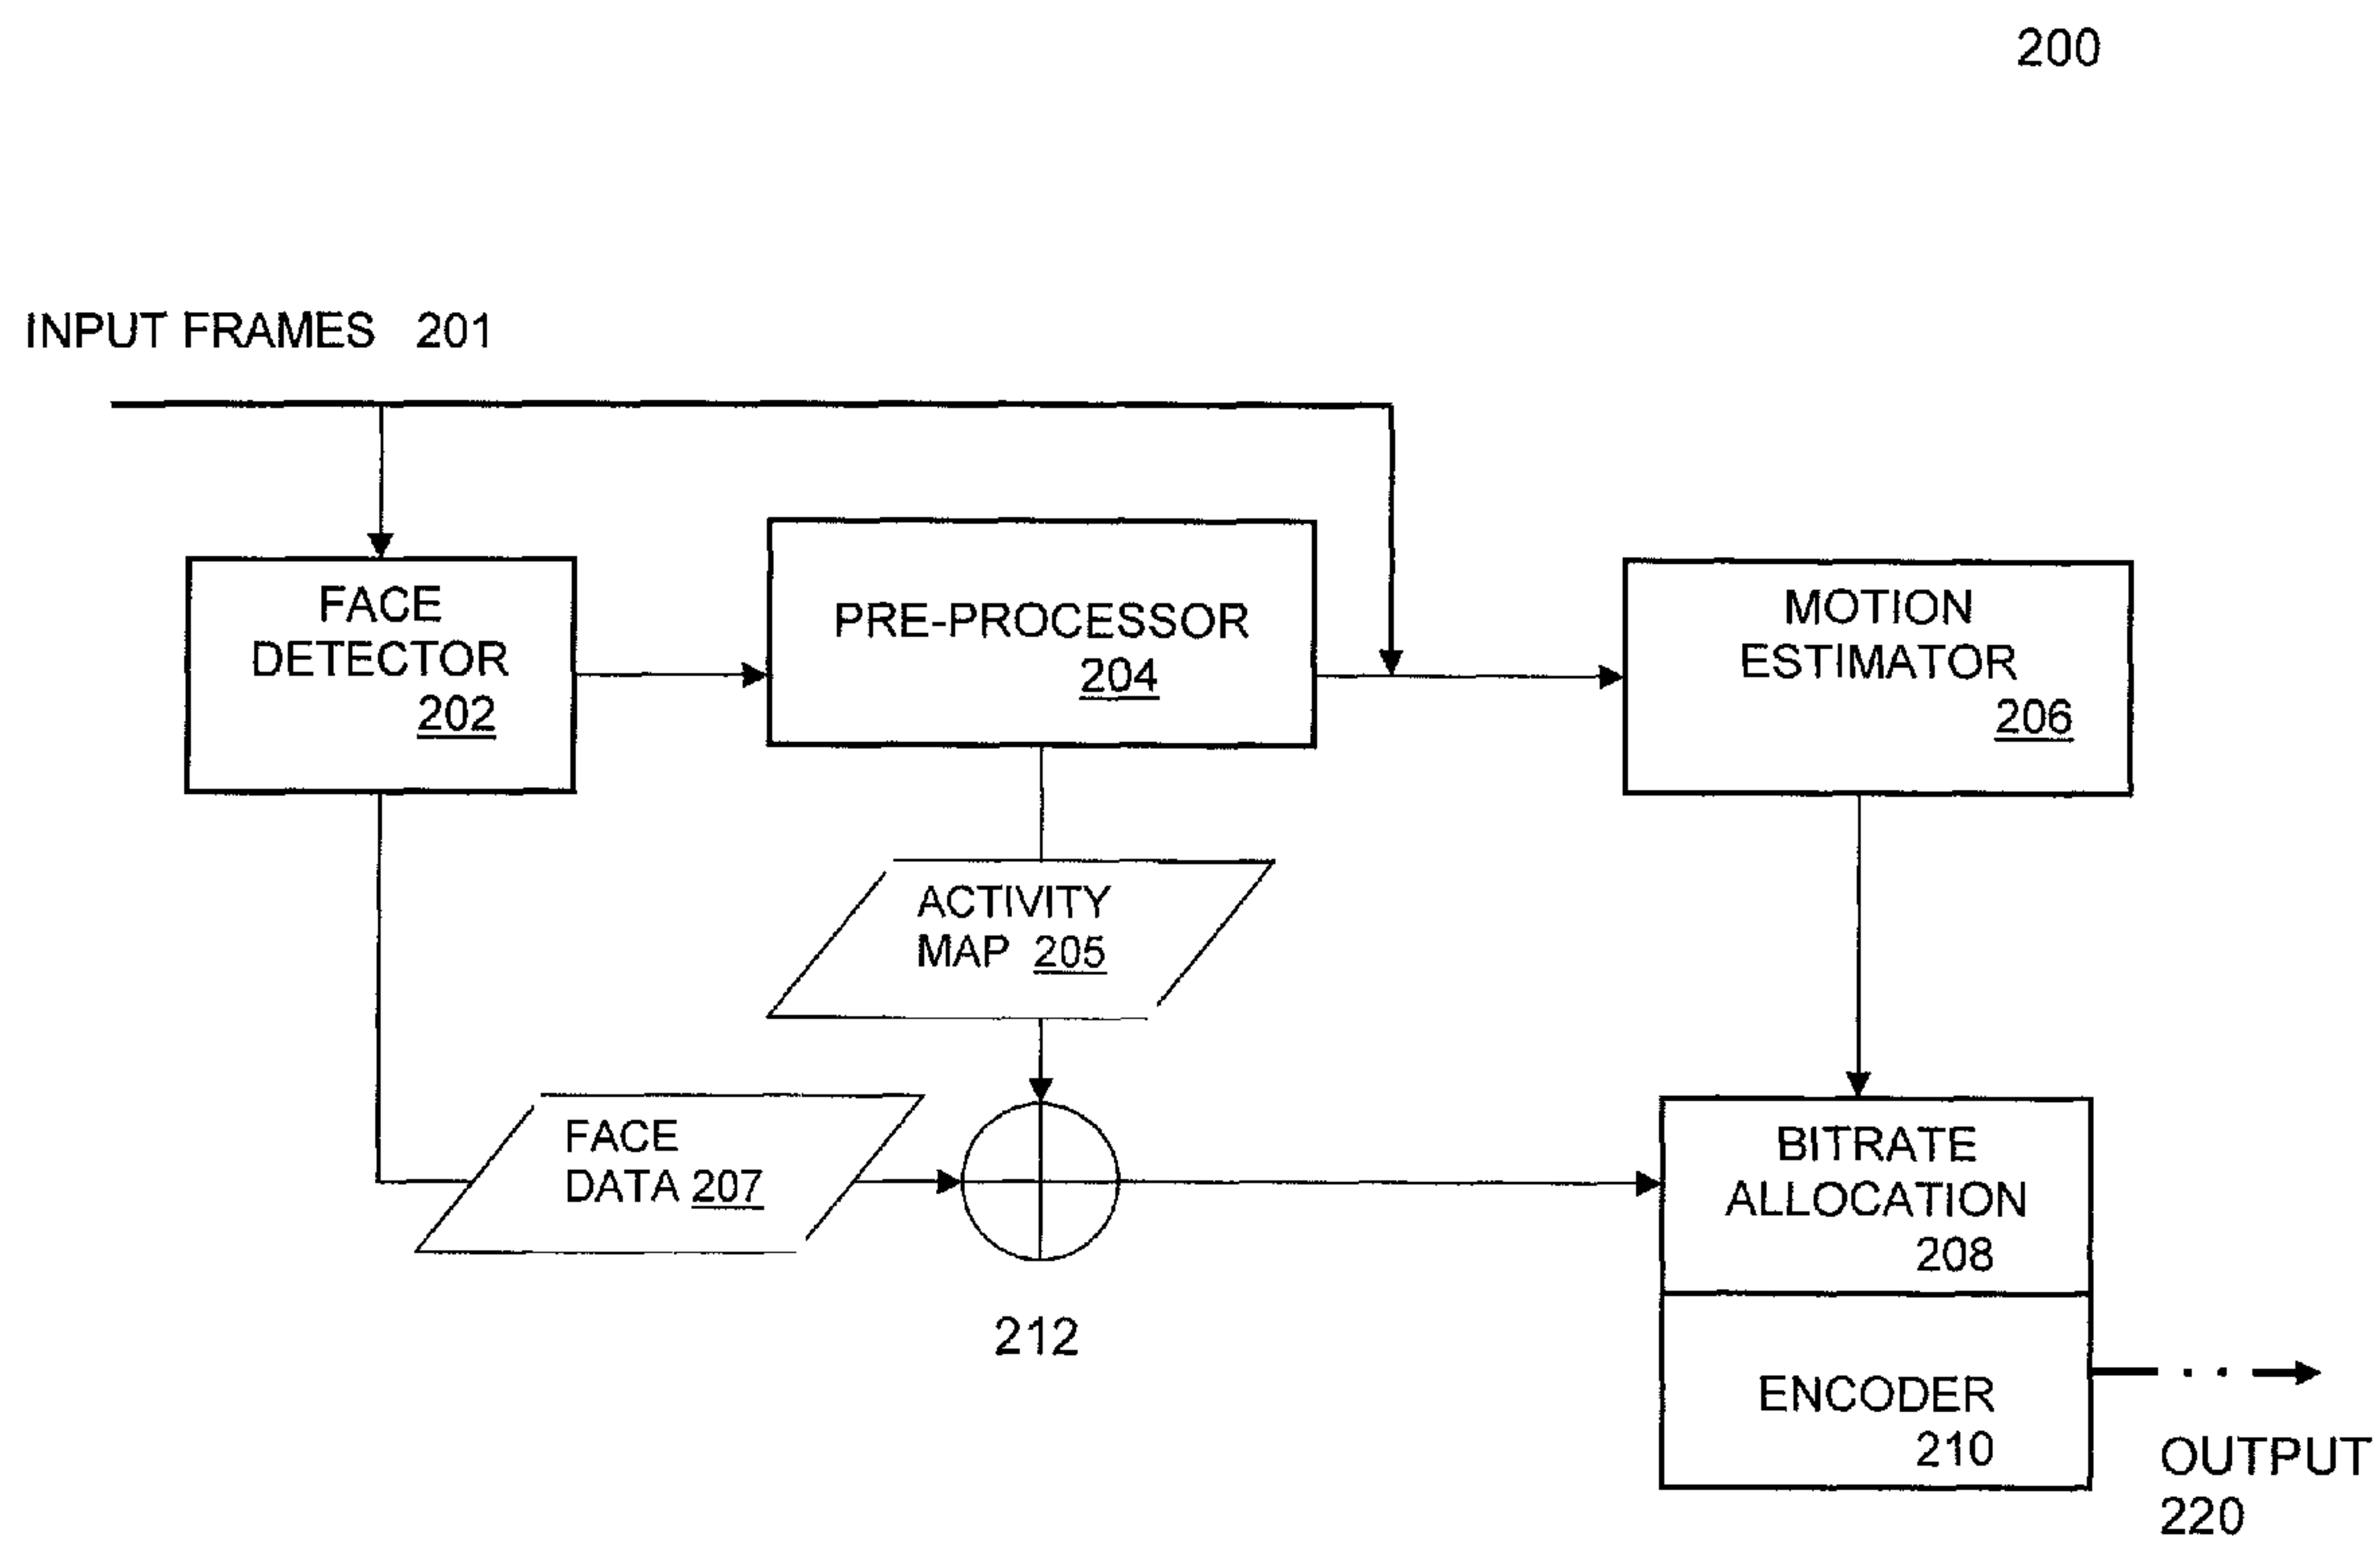 200
INPUT FRAMES 201
FACE
DETECTOR
202
PRE-PROCESSOR
204
MOTION
ESTIMATOR
206
ACTIVITY
MAP 205
FACE
DATA 207
212
BITRATE
ALLOCATION
208
ENCODER
210
OUTPUT
220